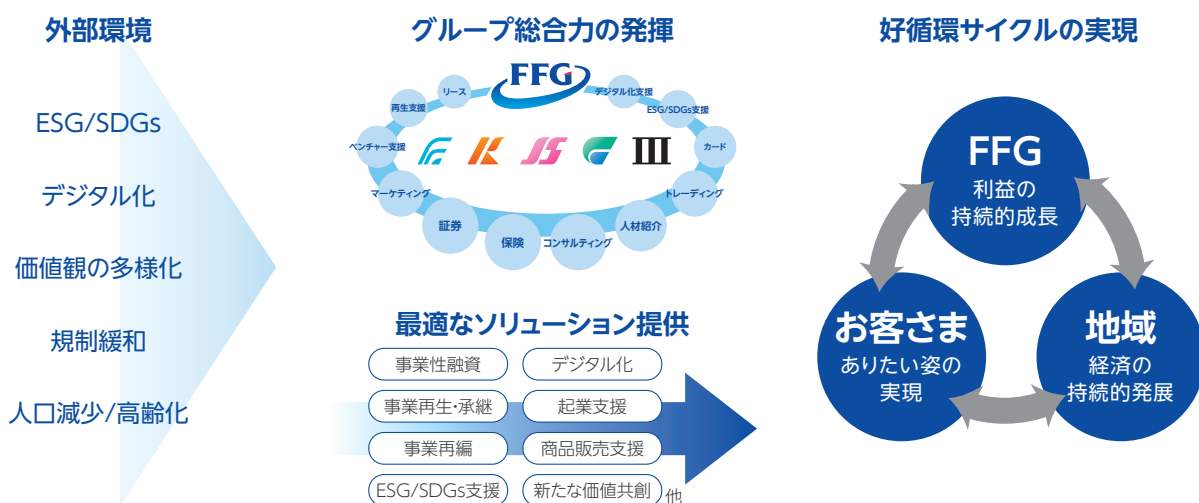 外部環境
ESG/SDGs
デジタル化
価値観の多様化
規制緩和
人口減少/高齢化
グループ総合力の発揮
FFG
リース
デジタル化支援
再生支援
ESG/SDGs支援
ベンチャー支援
カード
マーケティング
トレーディング
証券
人材紹介
保険
コンサルティング
最適なソリューション提供
事業性融資
デジタル化
事業再生・承継
起業支援
事業再編
商品販売支援
ESG/SDGs支援
新たな価値共創
他
好循環サイクルの実現
FFG
利益の
持続的成長
お客さま
ありたい姿の
実現
地域
経済の
持続的発展